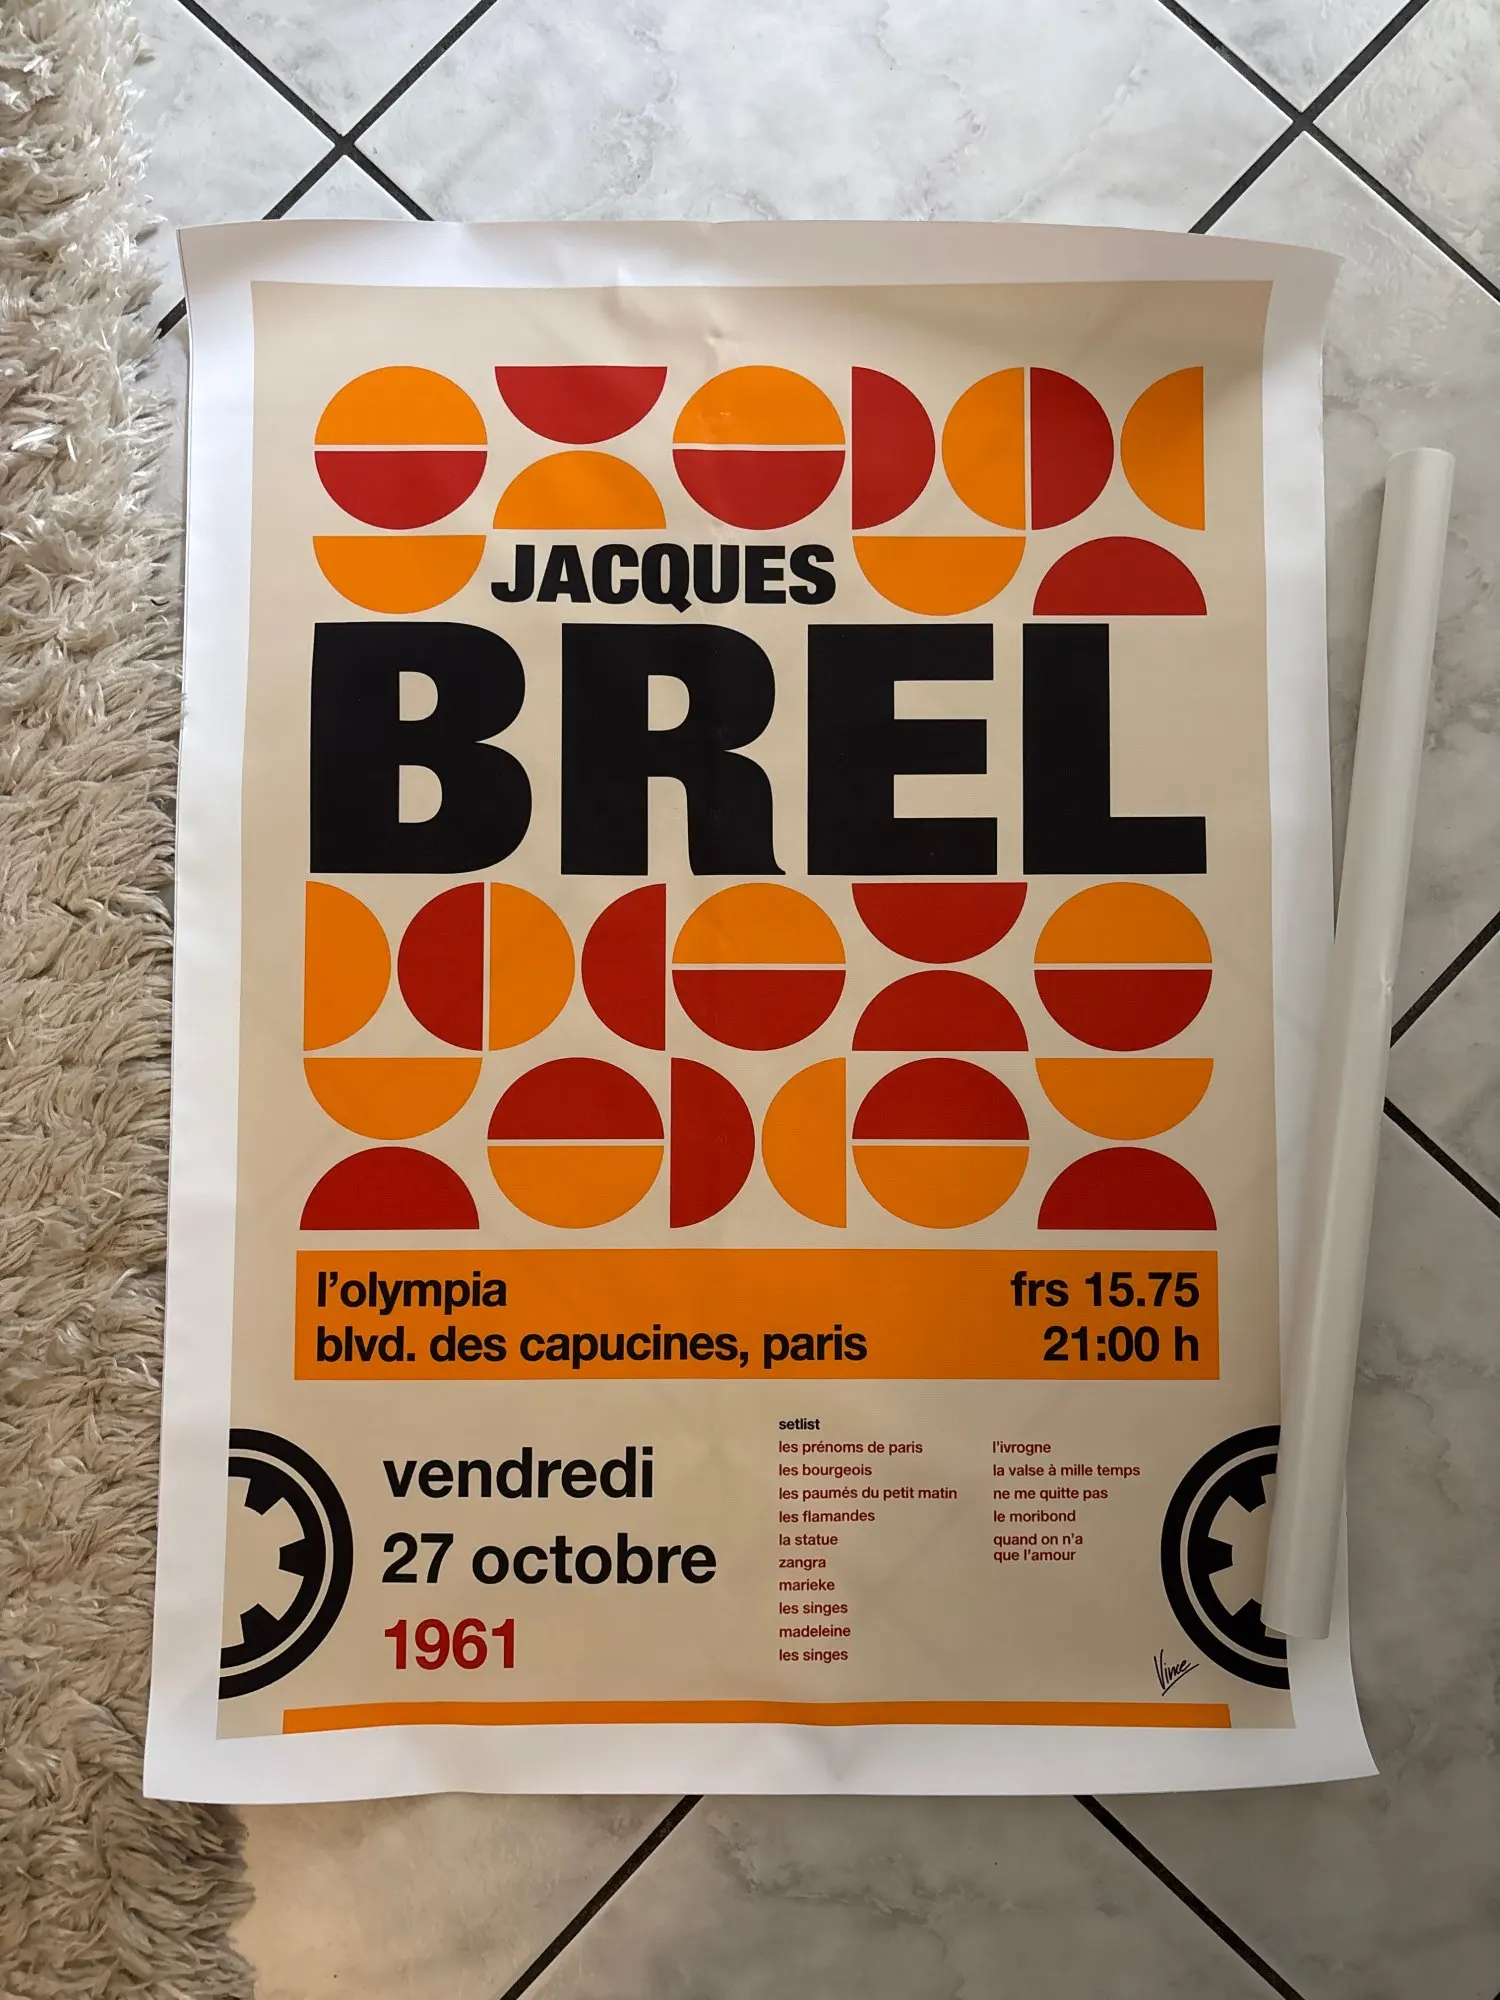 JACQUES
BREL
l'olympia
blvd. des capucines, paris
frs 15.75
21:00 h
vendredi
27 octobre
1961
setlist
les prénoms de paris
les bourgeois
les paumés du petit matin
les flamandes
la statue
zangra
marieke
les singes
madeleine
les singes
l'ivrogne
la valse à mille temps
ne me quitte pas
le moribond
quand on n'a
que l'amour
Vince